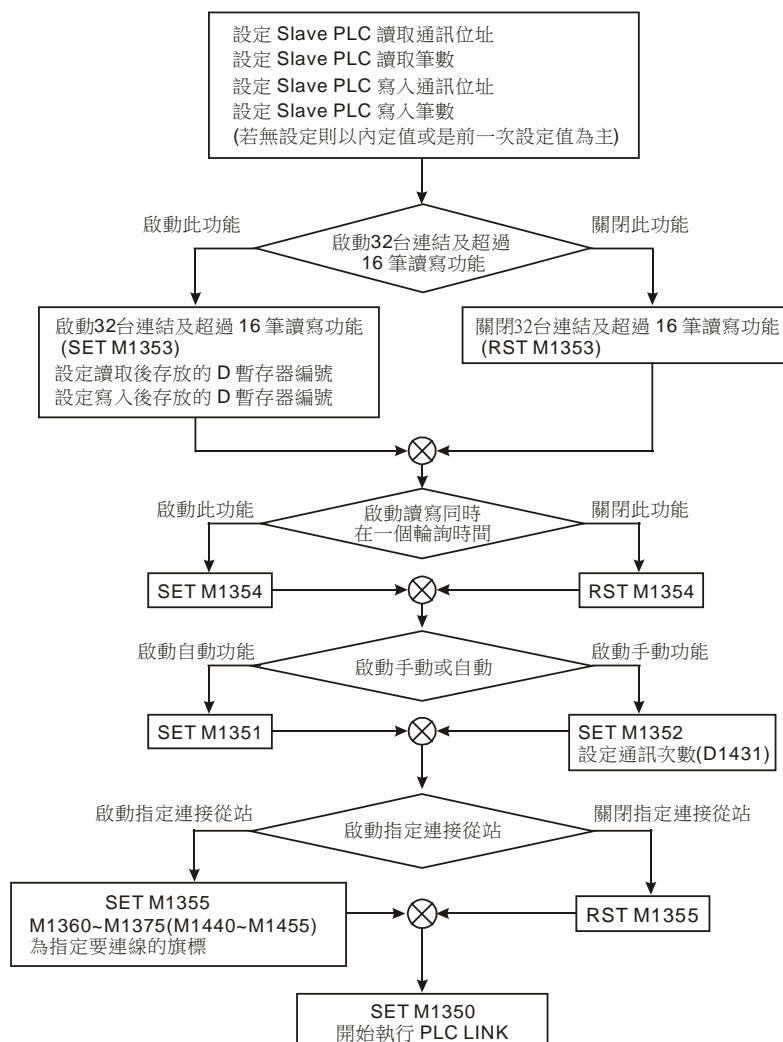 設定 Slave PLC 讀取通訊位址
設定 Slave PLC 讀取筆數
設定 Slave PLC 寫入通訊位址
設定 Slave PLC 寫入筆數
(若無設定則以內定值或是前一次設定值為主)
啟動此功能
關閉此功能
啟動32台連結及超過
16 筆讀寫功能
啟動32台連結及超過 16 筆讀寫功能
(SET M1353)
設定讀取後存放的 D 暫存器編號
設定寫入後存放的 D 暫存器編號
關閉32台連結及超過 16 筆讀寫功能
(RST M1353)
啟動此功能
關閉此功能
啟動讀寫同時
在一個輪詢時間
SET M1354
RST M1354
啟動自動功能
啟動手動功能
啟動手動或自動
SET M1351
SET M1352
設定通訊次數(D1431)
啟動指定連接從站
關閉指定連接從站
啟動指定連接從站
SET M1355
M1360~M1375(M1440~M1455)
為指定要連線的旗標
RST M1355
SET M1350
開始執行 PLC LINK